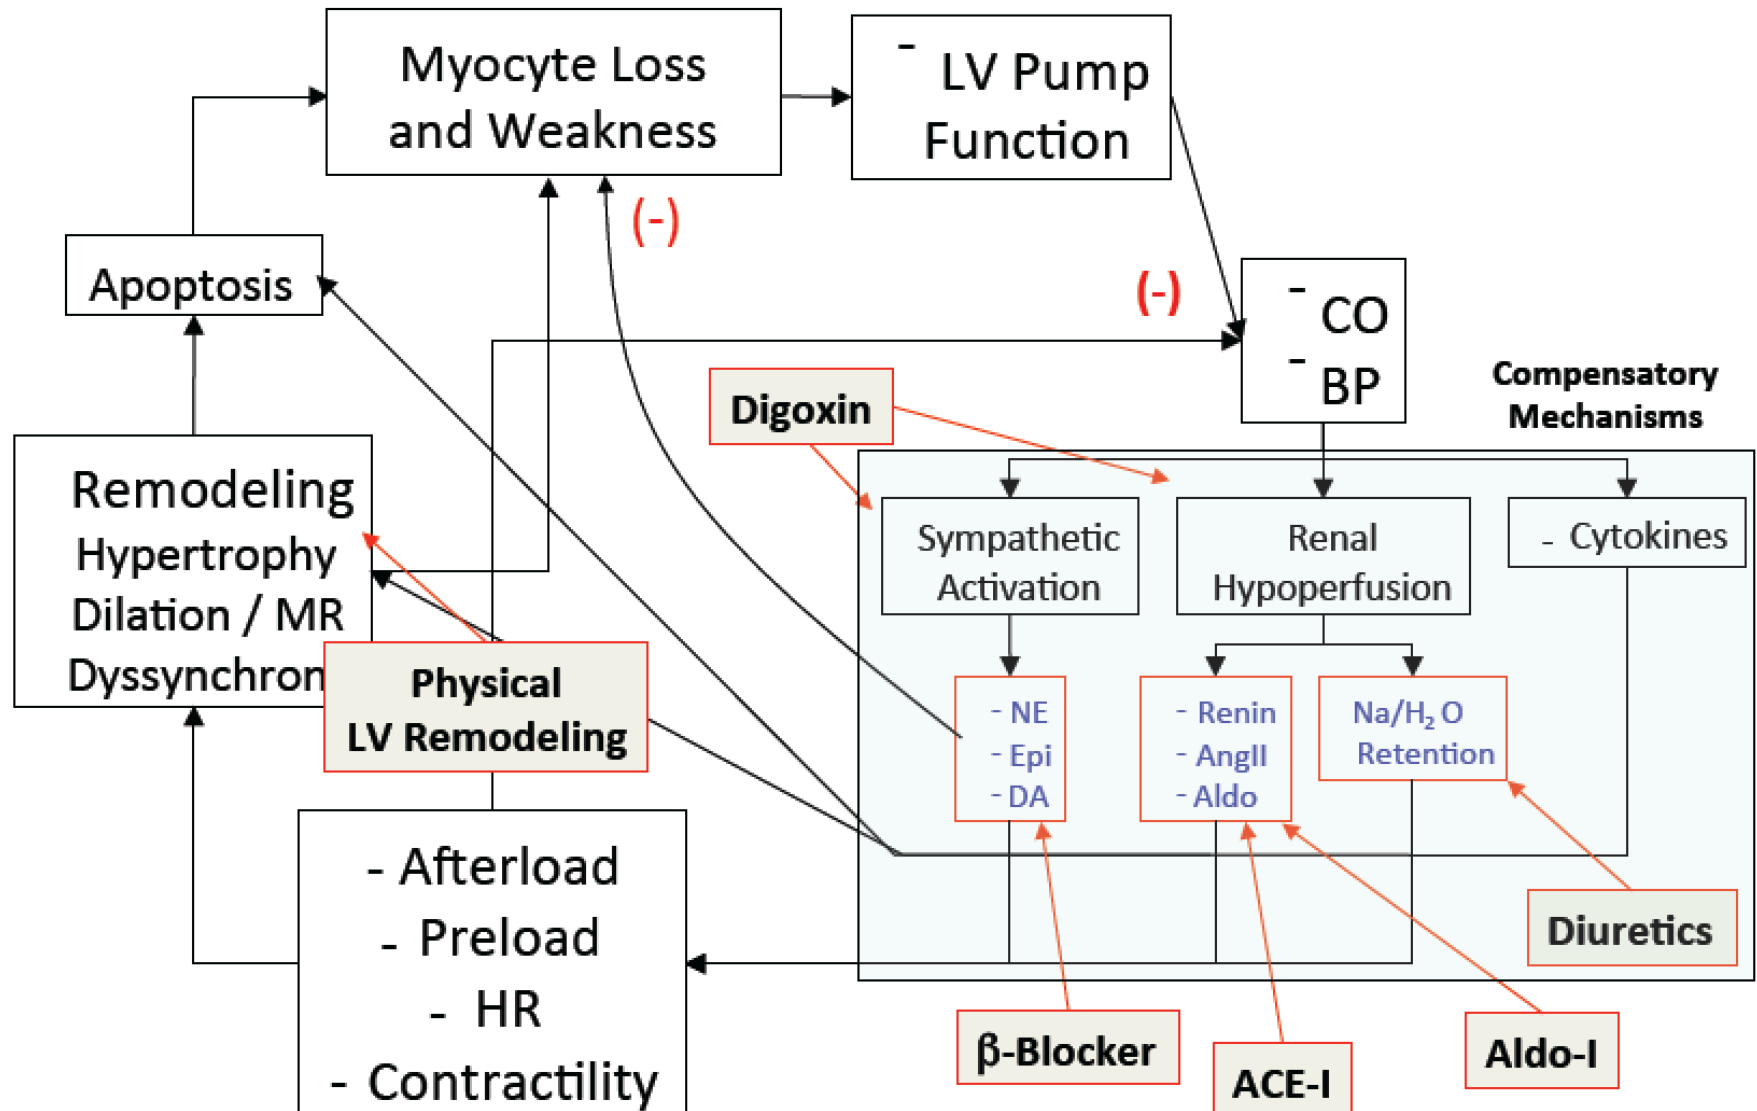 Myocyte Loss
and Weakness
- LV Pump
Function
(-)
(-)
Apoptosis
- CO
- BP
Compensatory
Mechanisms
Digoxin
Remodeling
Hypertrophy
Dilation / MR
Dyssynchron
Sympathetic
Activation
Renal
Hypoperfusion
- Cytokines
Physical
LV Remodeling
- NE
- Epi
- DA
- Renin
- AngII
- Aldo
Na/H₂O
Retention
- Afterload
- Preload
- HR
- Contractility
Diuretics
β-Blocker
ACE-I
Aldo-I